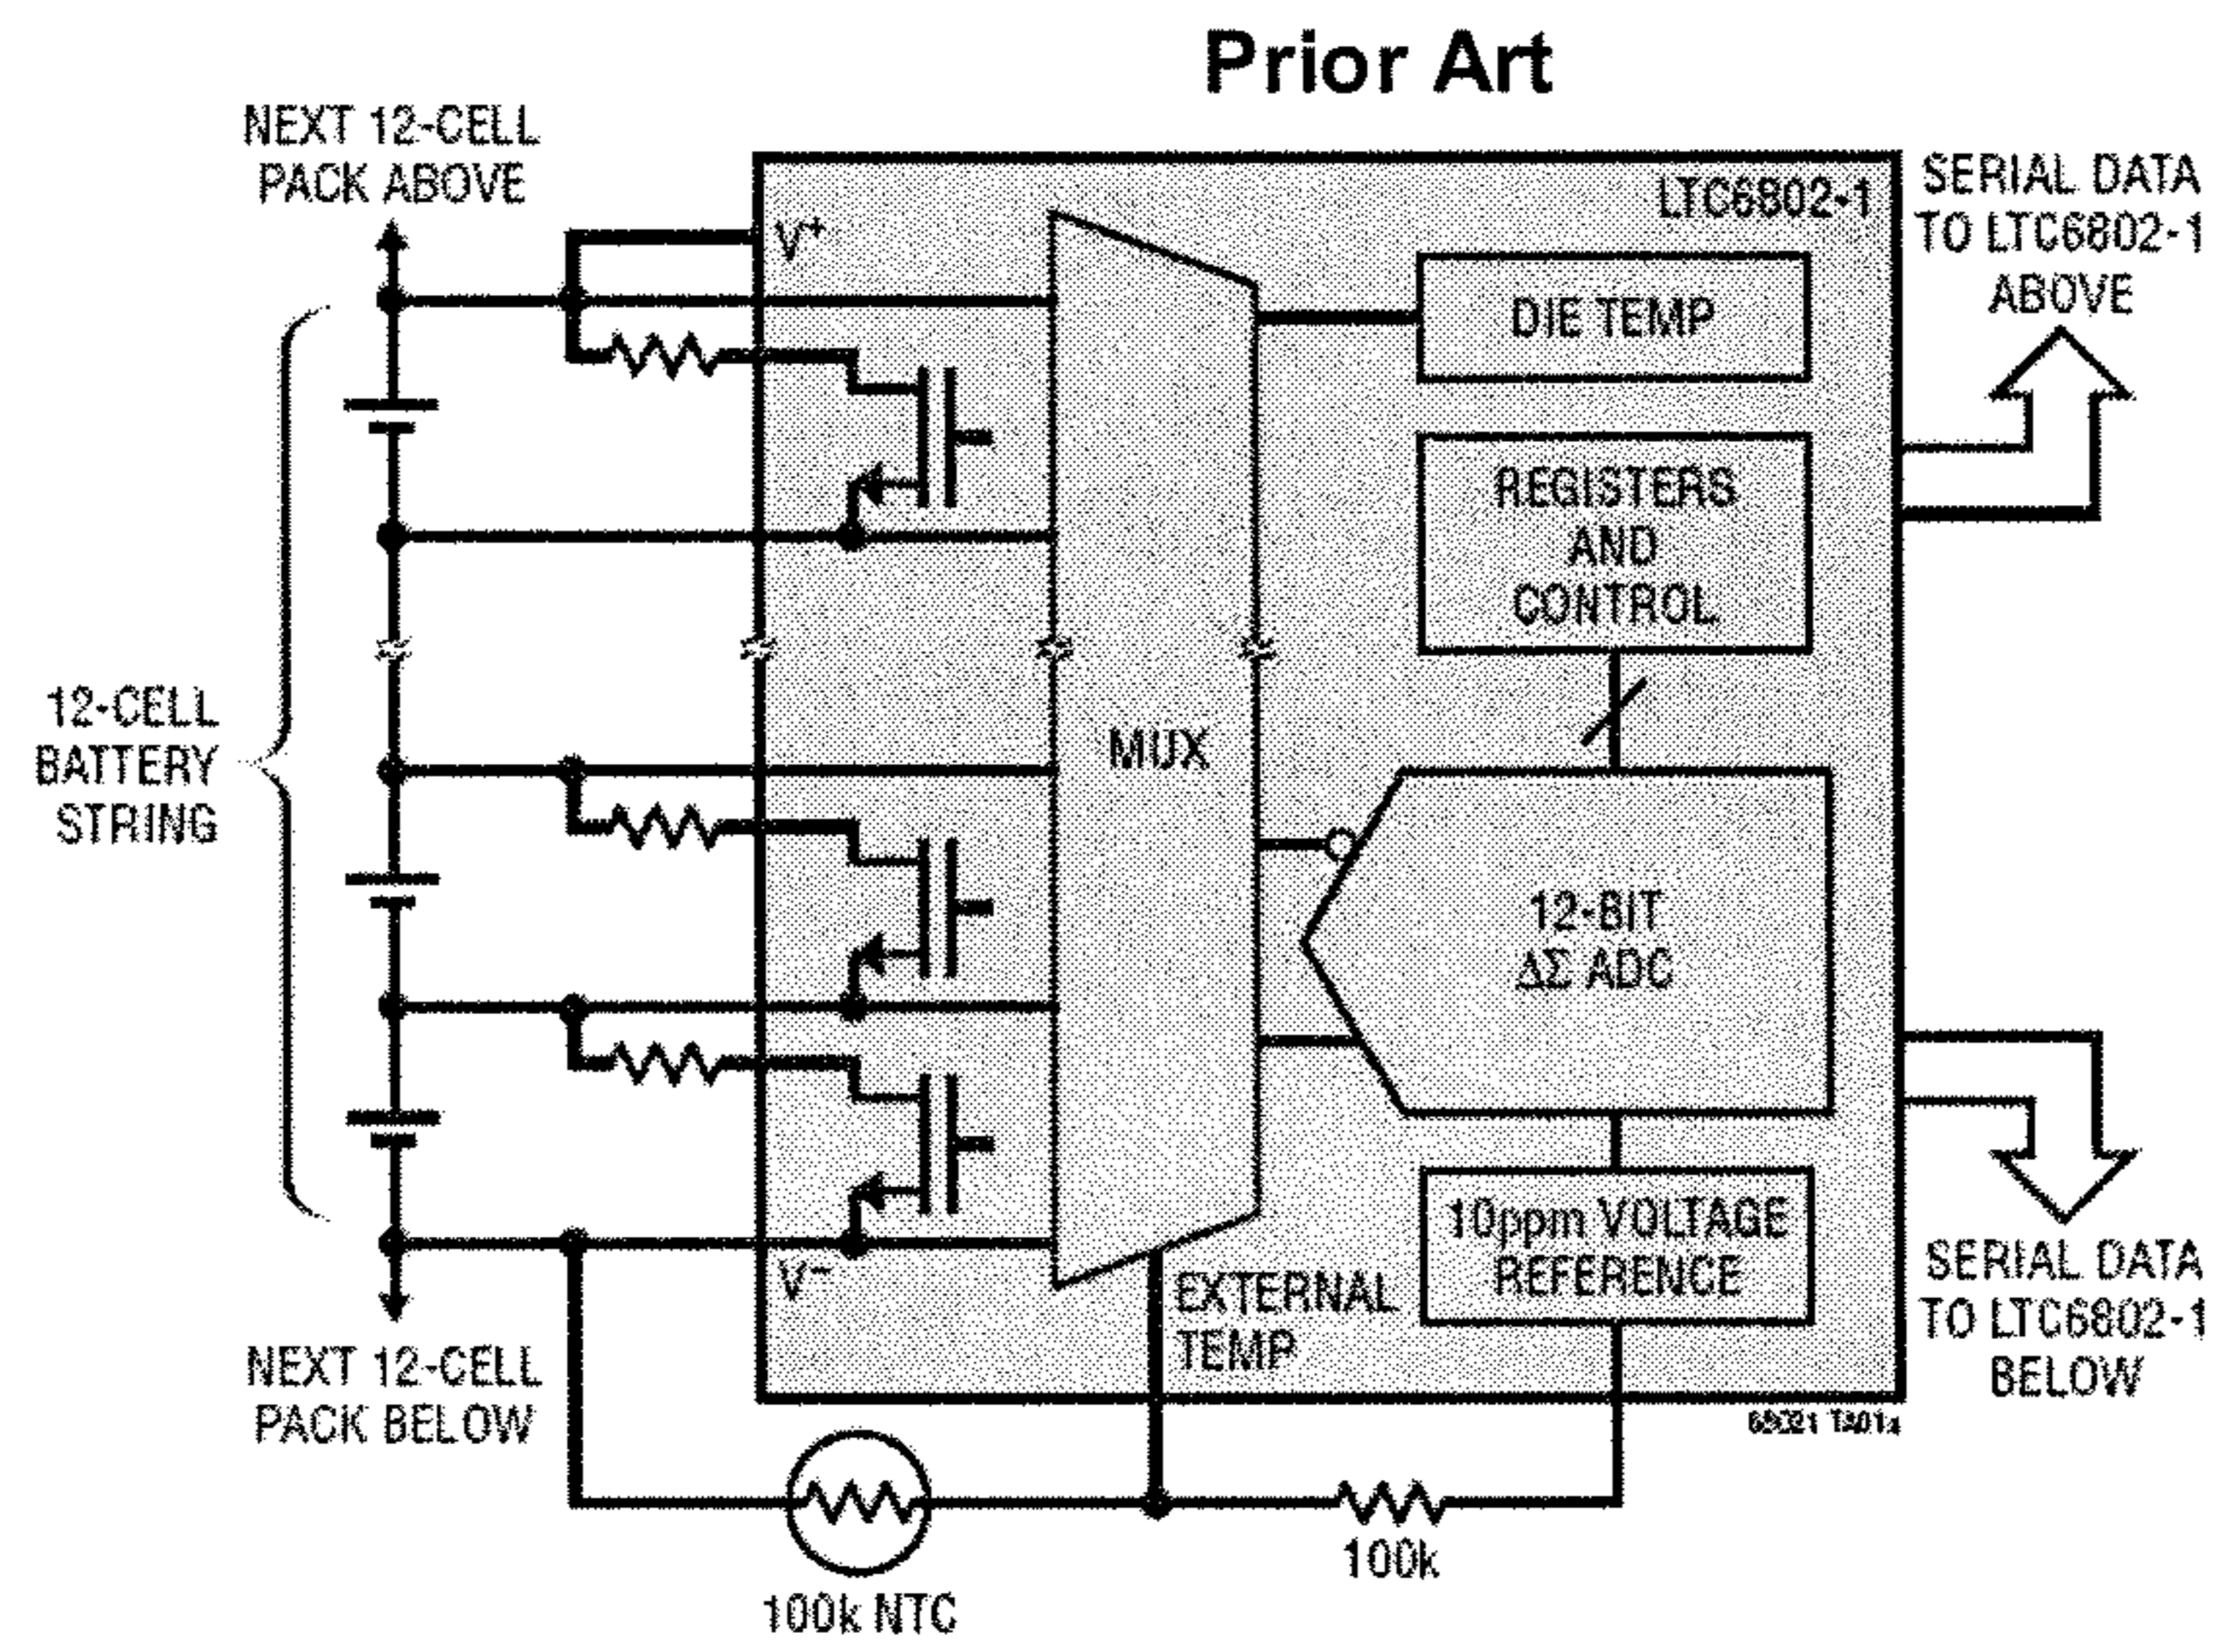 Prior Art
NEXT 12-CELL
PACK ABOVE
LTC6802-1
SERIAL DATA
TO LTC6802-1
ABOVE
V+
DIE TEMP
REGISTERS
AND
CONTROL
12-CELL
BATTERY
STRING
MUX
12-BIT
ΔΣ ADC
10ppm VOLTAGE
REFERENCE
V−
EXTERNAL
TEMP
SERIAL DATA
TO LTC6802-1
BELOW
NEXT 12-CELL
PACK BELOW
68021 TA01a
100k
100k NTC